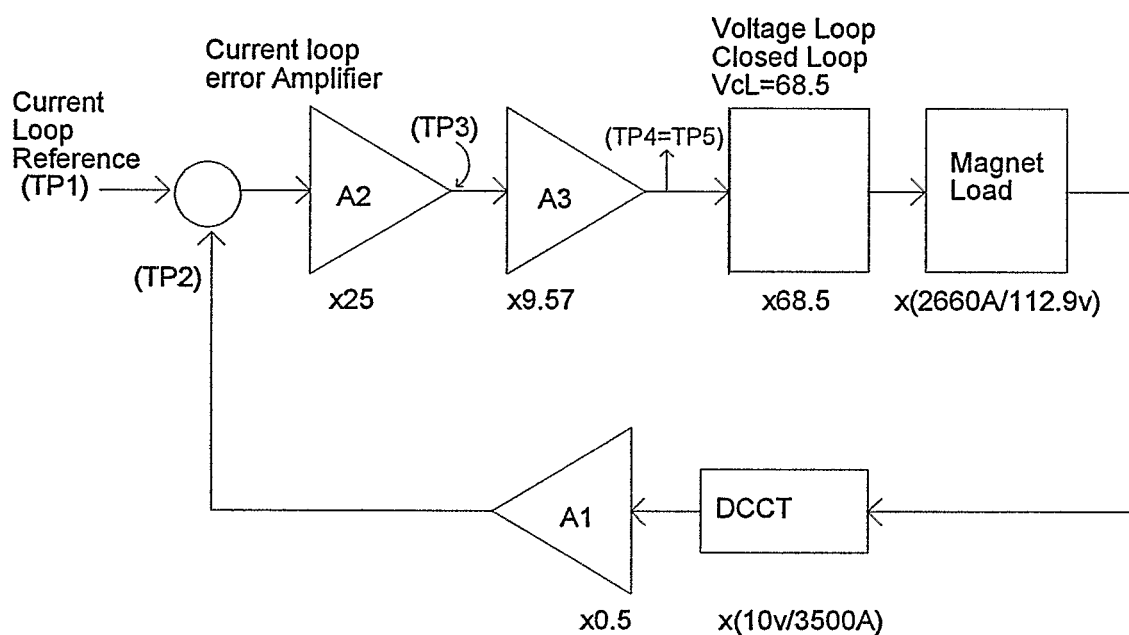 Voltage Loop
Closed Loop
VcL=68.5
Current loop
error Amplifier
Current
Loop
Reference
(TP1)
(TP3)
(TP4=TP5)
A2
A3
Magnet
Load
(TP2)
x25
x9.57
x68.5
x(2660A/112.9v)
A1
DCCT
x0.5
x(10v/3500A)